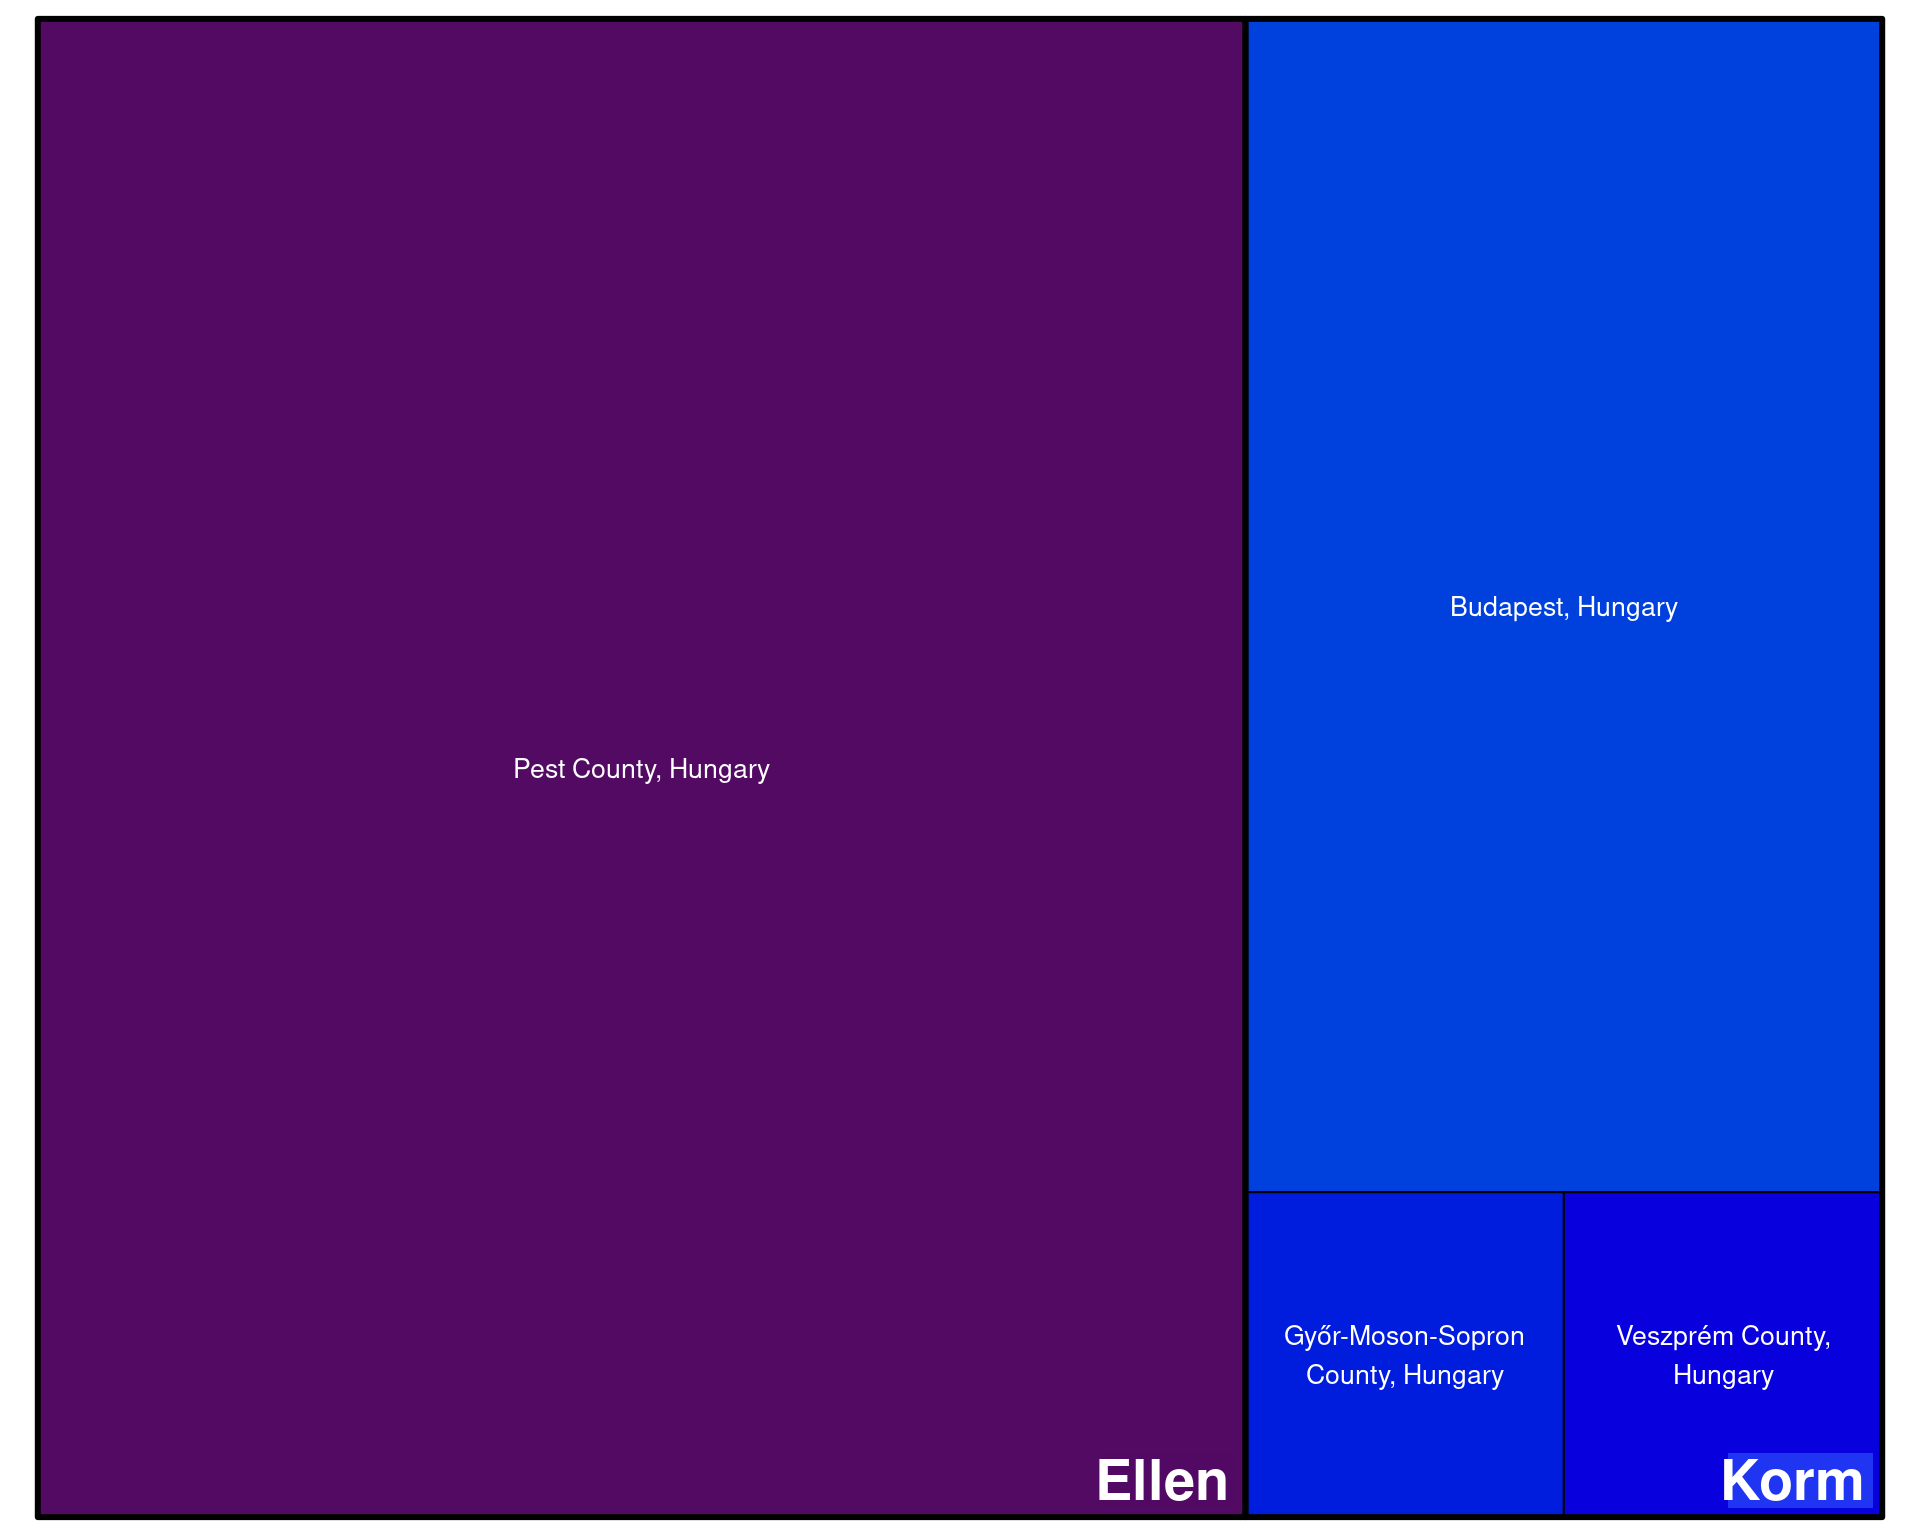 Pest County, Hungary
Ellen
Budapest, Hungary
Győr-Moson-Sopron
County, Hungary
Veszprém County,
Hungary
Korm